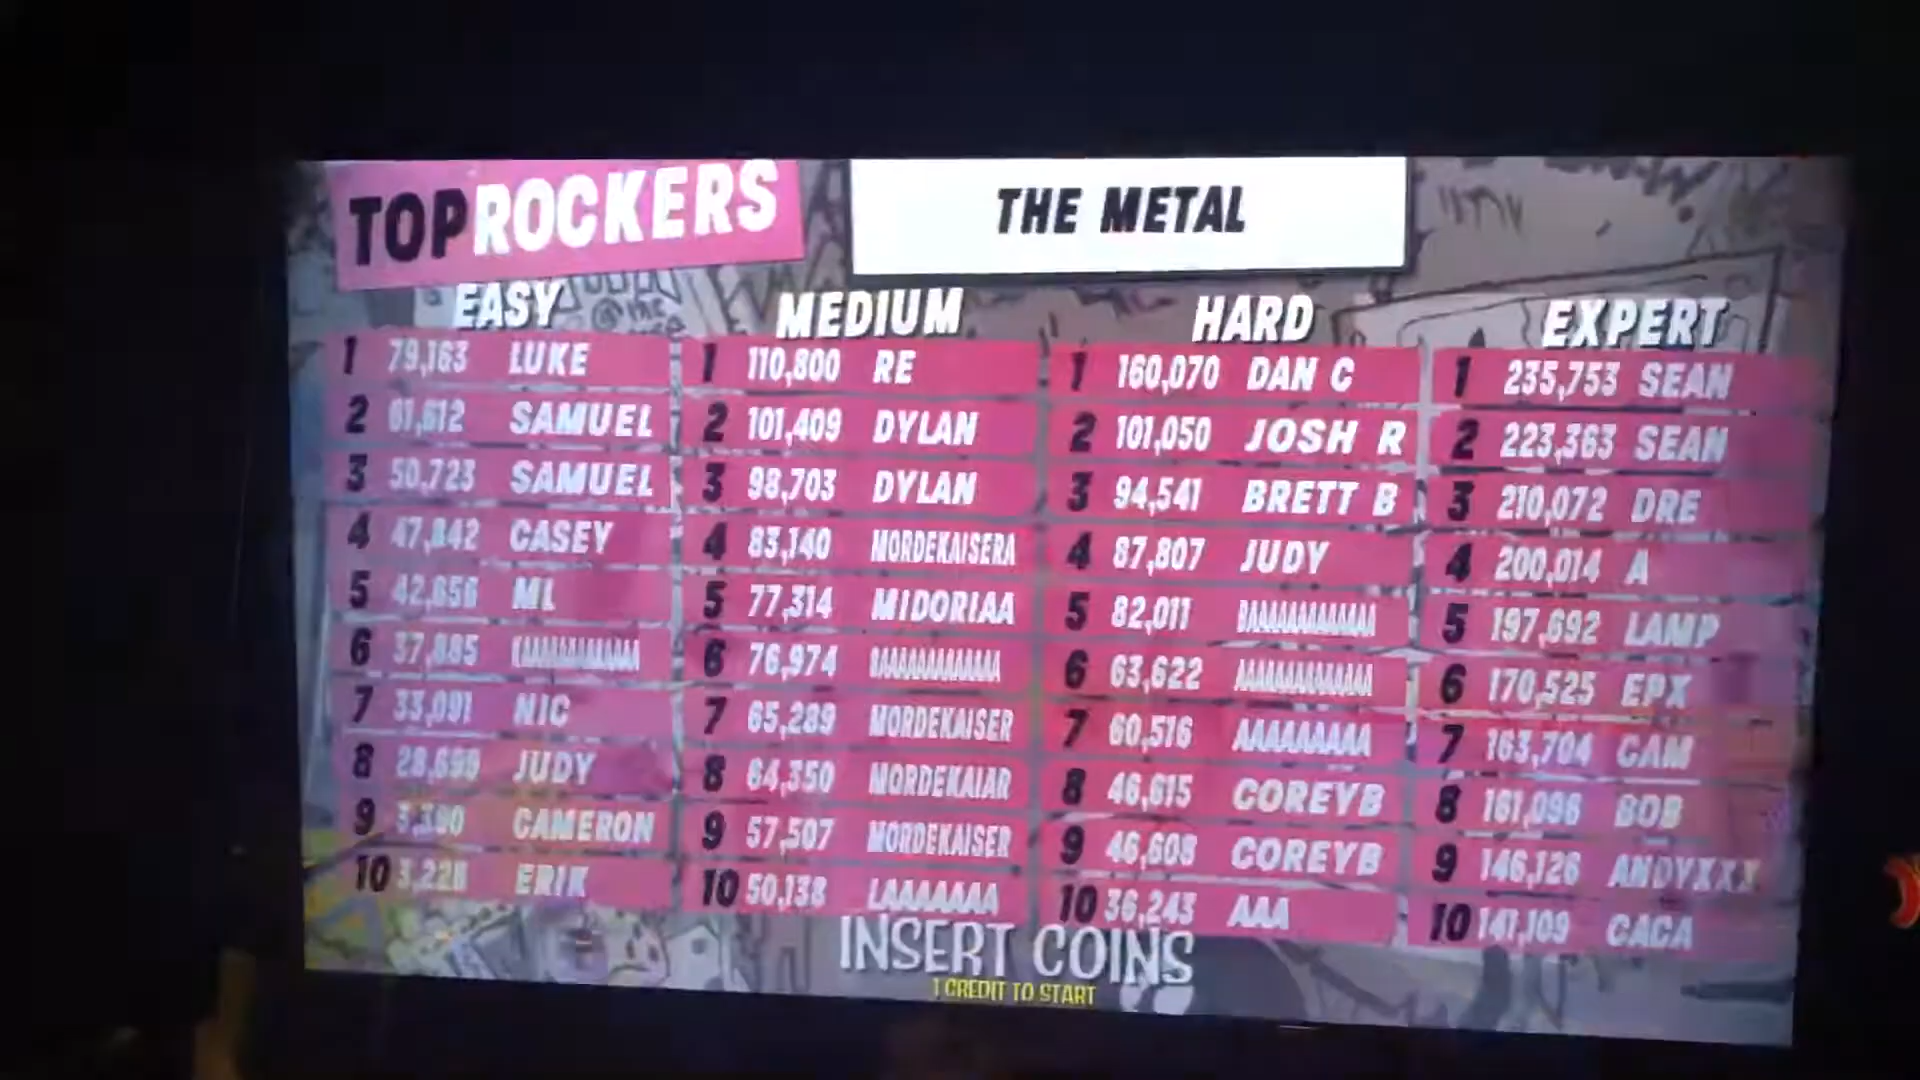 TOP ROCKERS
THE METAL
EASY
1 79,163 LUKE
2 61,612 SAMUEL
3 50,723 SAMUEL
4 47,842 CASEY
5 42,656 ML
6 37,885
7 33,091 NIC
8 28,699 JUDY
9 CAMERON
10 3,228 ERIK
MEDIUM
1 110,800 RE
2 101,409 DYLAN
3 98,703 DYLAN
4 83,140 MORDEKAISERA
5 77,314 MIDORIAA
6 76,974
7 65,289 MORDEKAISER
8 64,350 MORDEKAIAR
9 57,507 MORDEKAISER
10 50,138 LAAAAAAA
HARD
1 160,070 DAN C
2 101,050 JOSH R
3 94,541 BRETT B
4 87,807 JUDY
5 82,011
6 63,622
7 60,516 AAAAAAAAA
8 46,615 COREYB
9 46,608 COREYB
10 36,243 AAA
EXPERT
1 235,753 SEAN
2 223,363 SEAN
3 210,072 DRE
4 200,014 A
5 197,692 LAMP
6 170,525 EPX
7 163,704 CAM
8 161,096 BOB
9 146,126 ANDYXXX
10 141,109 CACA
INSERT COINS
1 CREDIT TO START